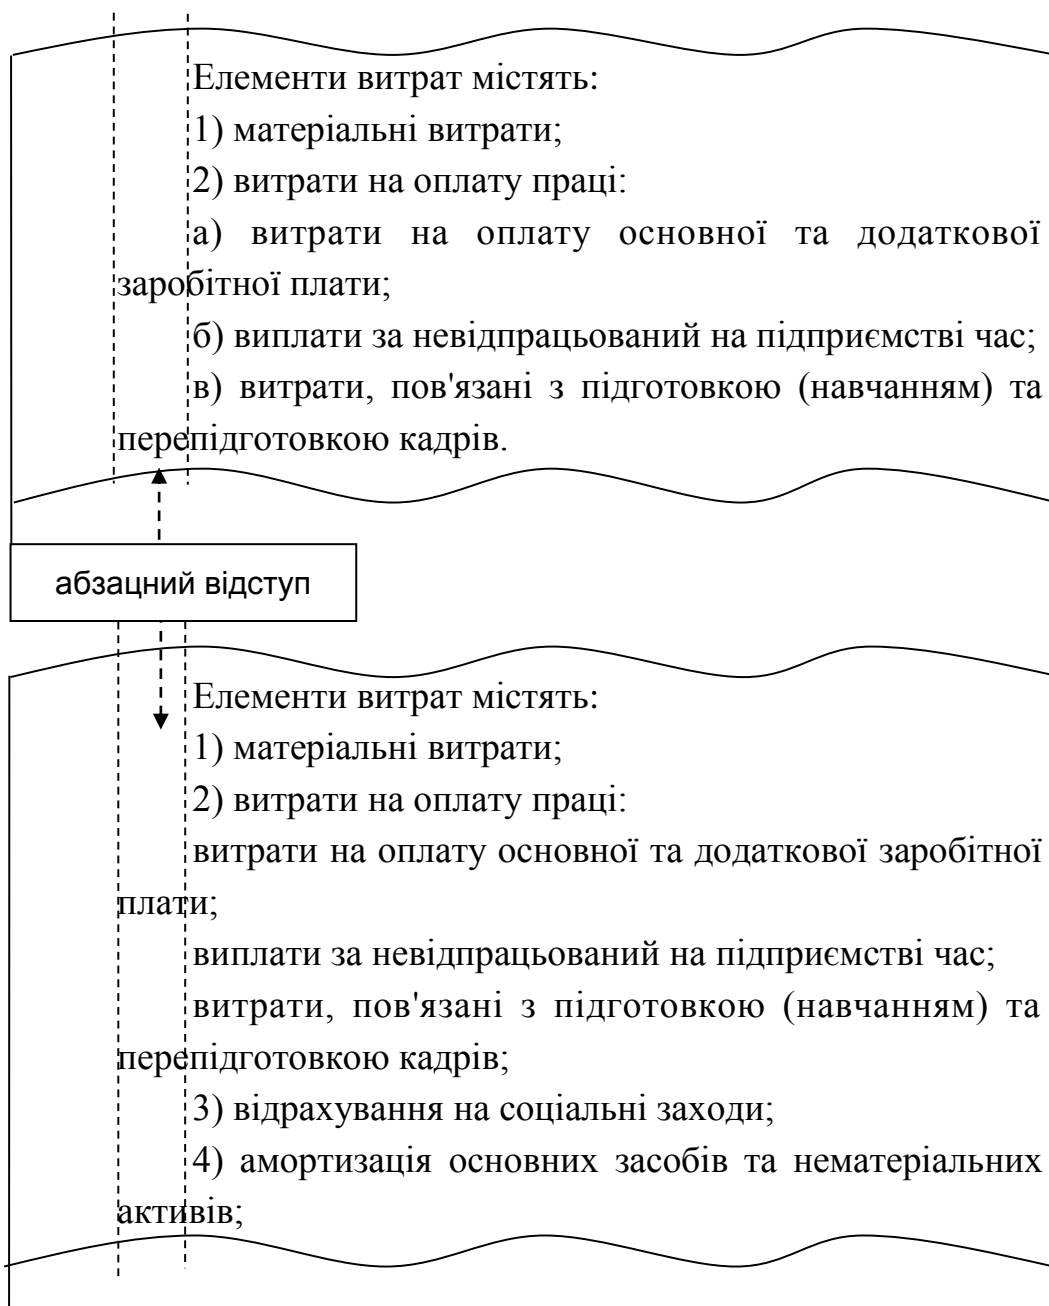 Елементи витрат містять:
1) матеріальні витрати;
2) витрати на оплату праці:
а) витрати на оплату основної та додаткової
заробітної плати;
б) виплати за невідпрацьований на підприємстві час;
в) витрати, пов'язані з підготовкою (навчанням) та
перепідготовкою кадрів.
абзацний відступ
Елементи витрат містять:
1) матеріальні витрати;
2) витрати на оплату праці:
витрати на оплату основної та додаткової заробітної
плати;
виплати за невідпрацьований на підприємстві час;
витрати, пов'язані з підготовкою (навчанням) та
перепідготовкою кадрів;
3) відрахування на соціальні заходи;
4) амортизація основних засобів та нематеріальних
активів;